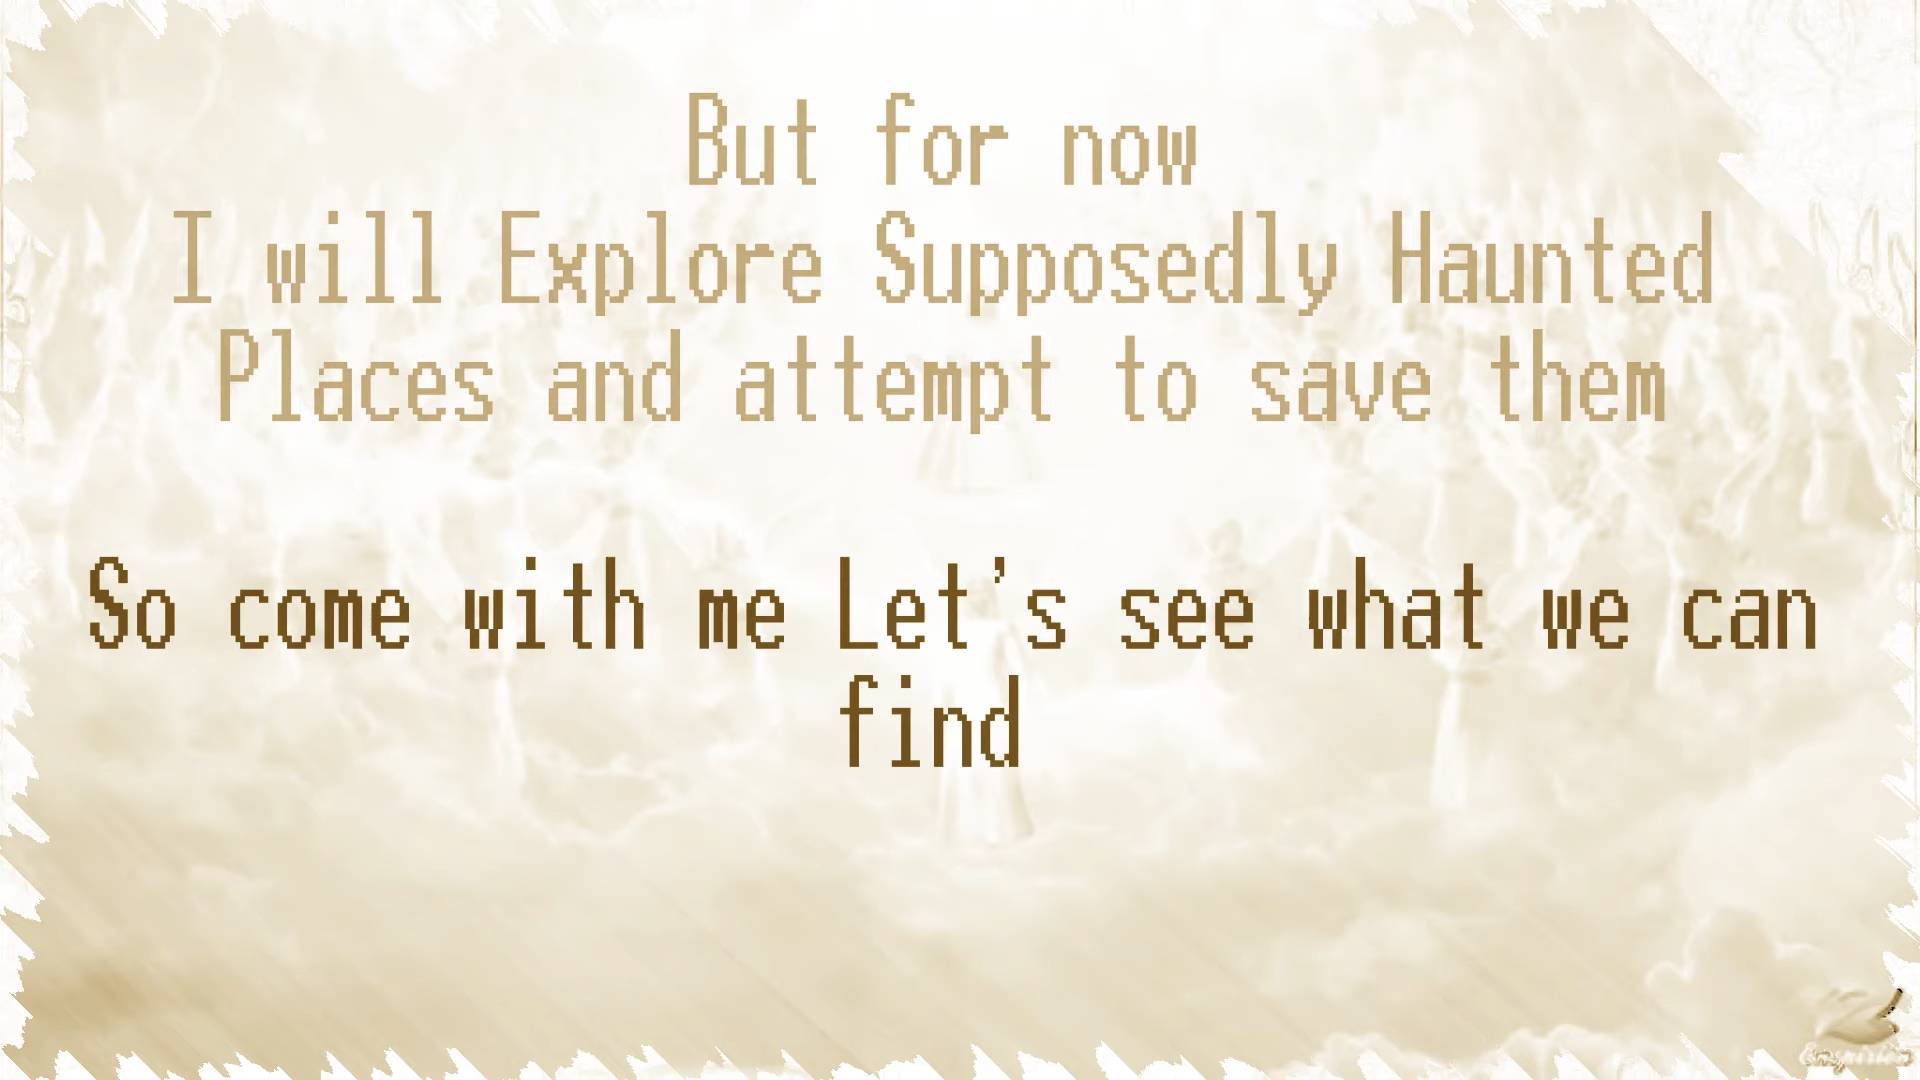 But for now
I will Explore Supposedly Haunted
Places and attempt to save them
So come with me Let's see what we can
find